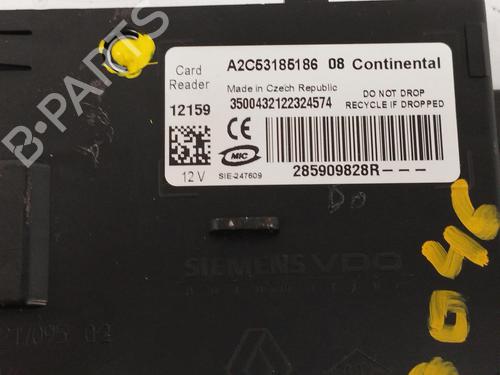 Card
Reader
A2C53185186 08 Continental
Made in Czech Republic
12159
3500432122324574
DO NOT DROP
RECYCLE IF DROPPED
CE
MIC
12 V
SIE-247609
285909828R---
SIEMENS VDO
B-PARTS